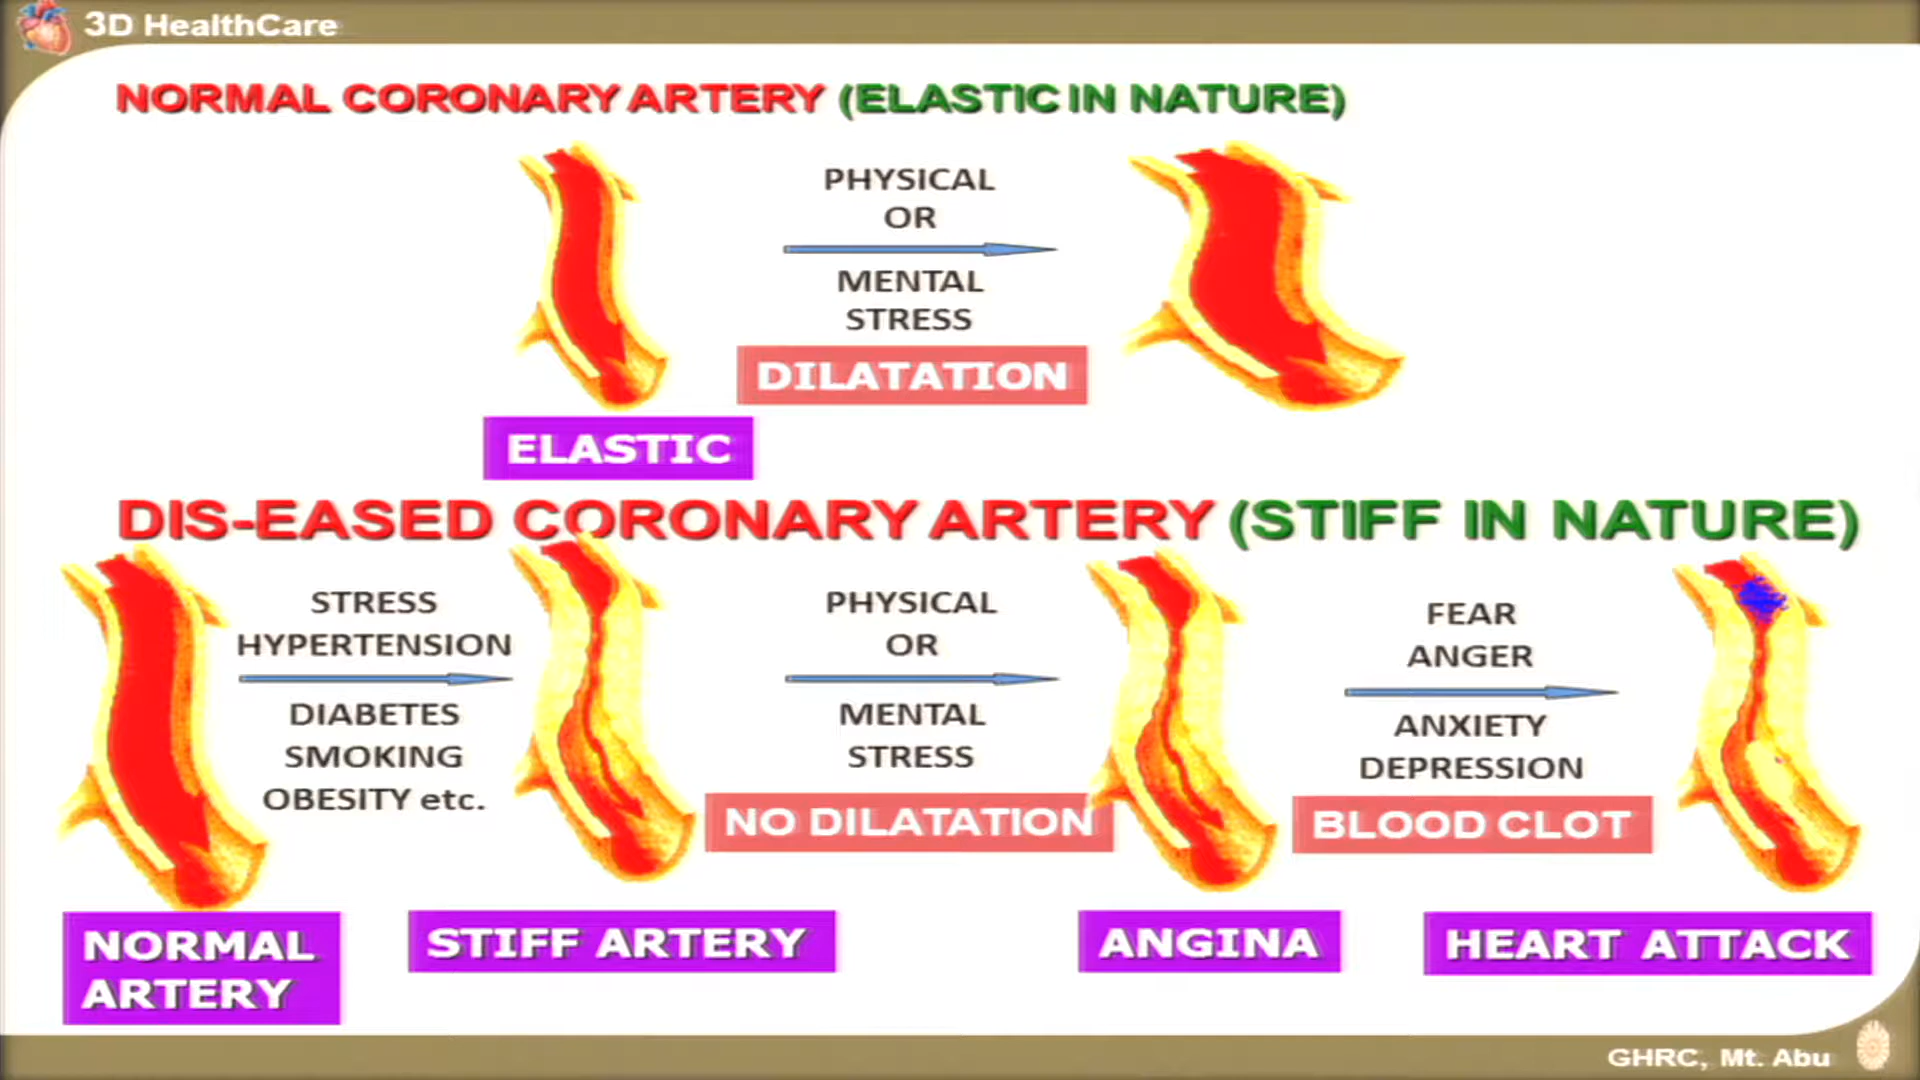 3D HealthCare
NORMAL CORONARY ARTERY (ELASTIC IN NATURE)
PHYSICAL
OR
MENTAL
STRESS
DILATATION
ELASTIC
DIS-EASED CORONARY ARTERY (STIFF IN NATURE)
STRESS
HYPERTENSION
DIABETES
SMOKING
OBESITY etc.
PHYSICAL
OR
MENTAL
STRESS
NO DILATATION
FEAR
ANGER
ANXIETY
DEPRESSION
BLOOD CLOT
NORMAL
ARTERY
STIFF ARTERY
ANGINA
HEART ATTACK
GHRC, Mt. Abu